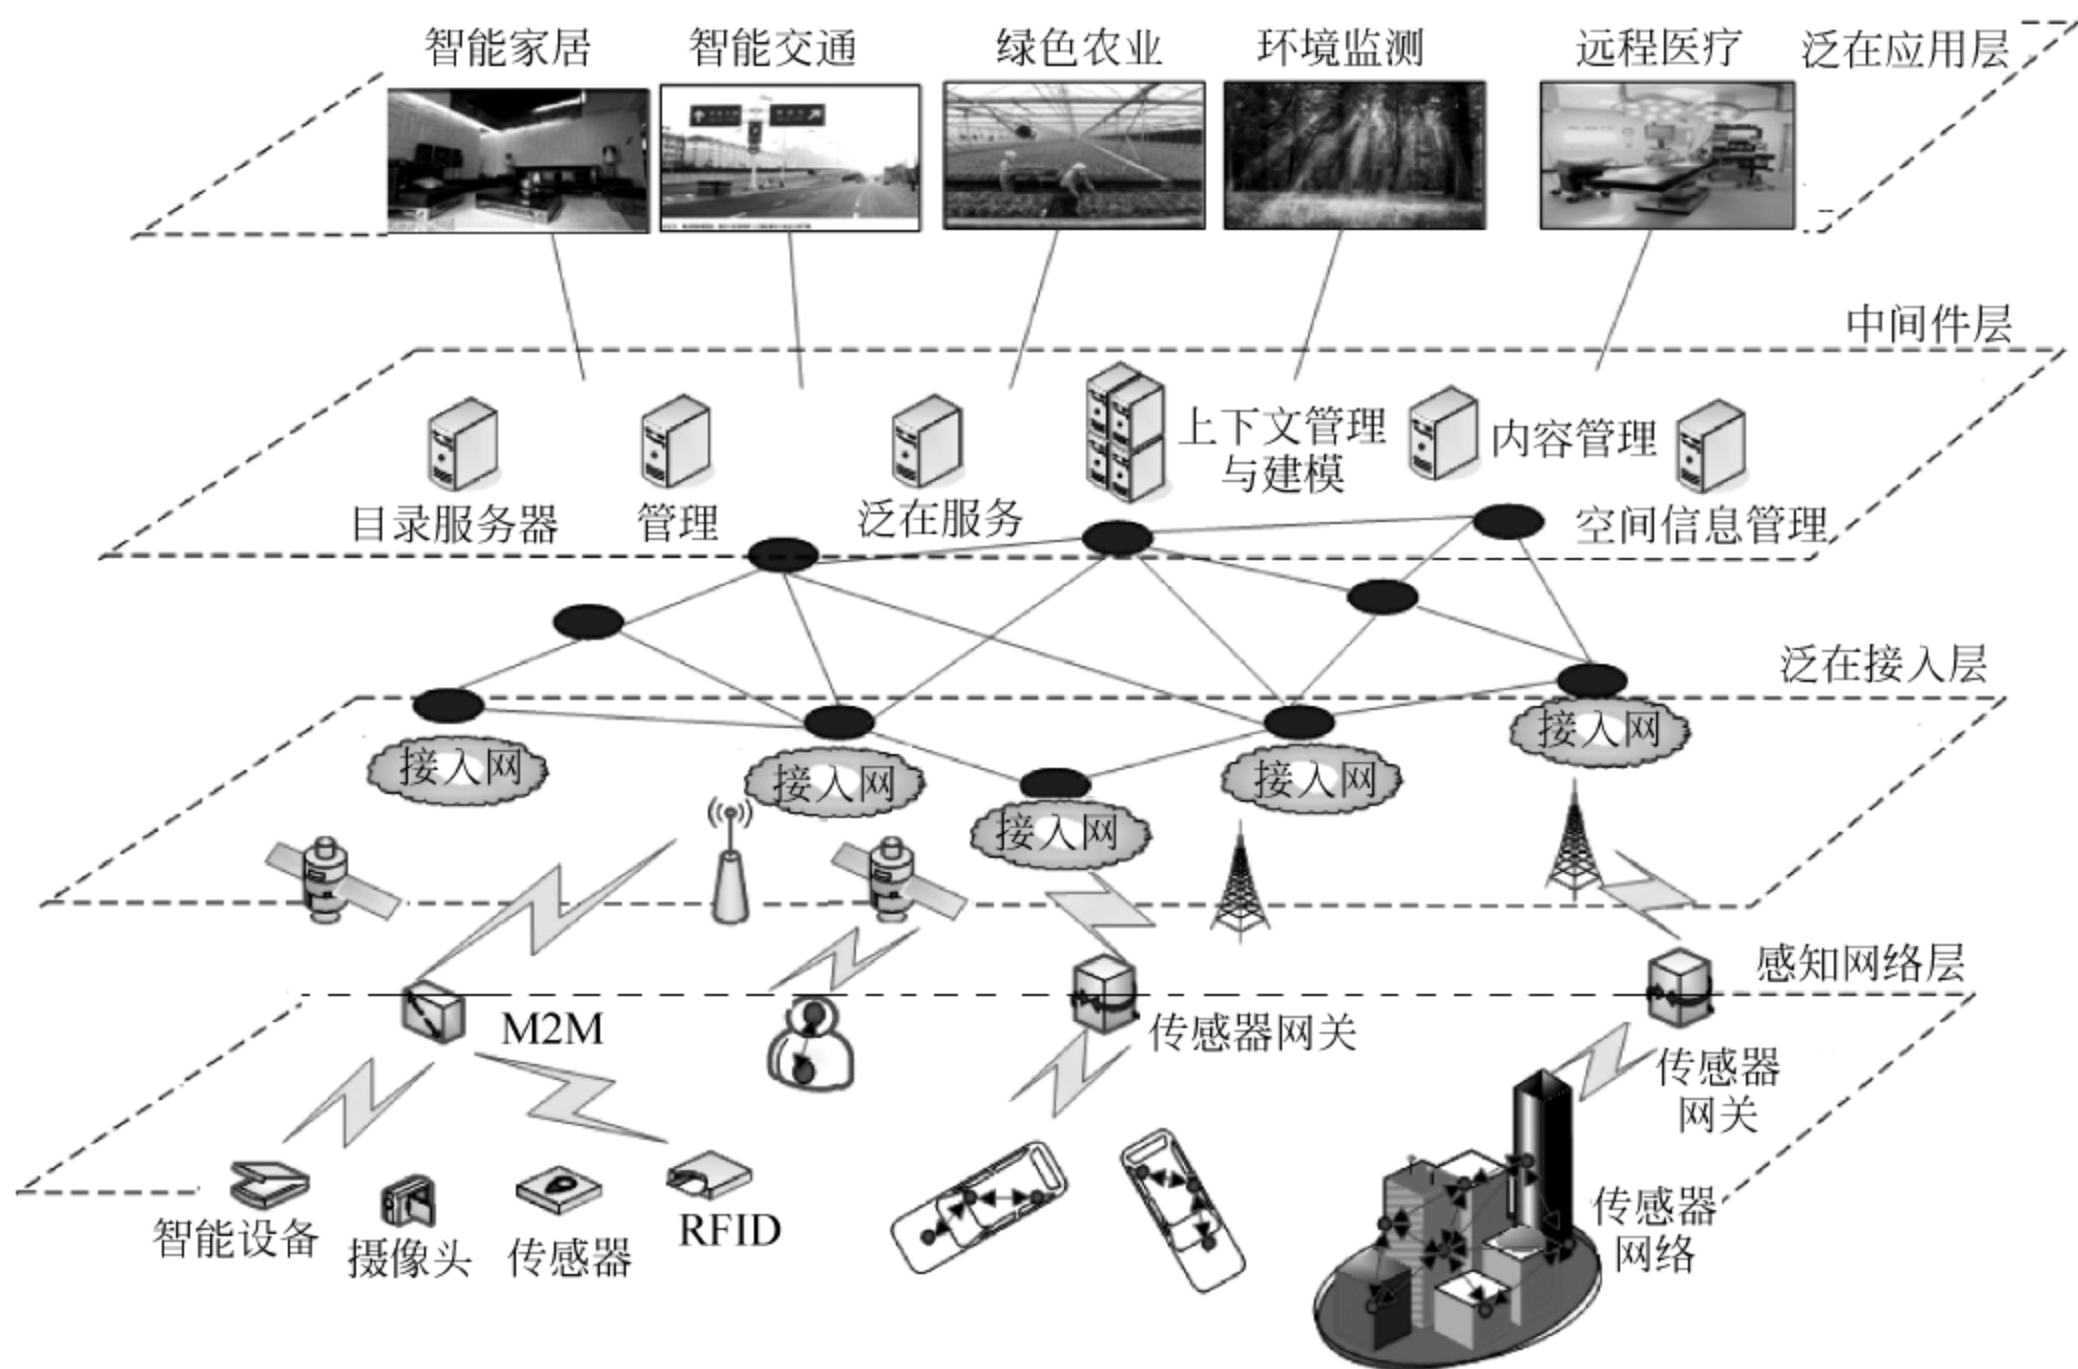 智能家居
智能交通
绿色农业
环境监测
远程医疗
泛在应用层
中间件层
目录服务器
管理
泛在服务
上下文管理
与建模
内容管理
空间信息管理
泛在接入层
接入网
接入网
接入网
接入网
接入网
感知网络层
M2M
传感器网关
传感器
网关
智能设备
摄像头
传感器
RFID
传感器
网络